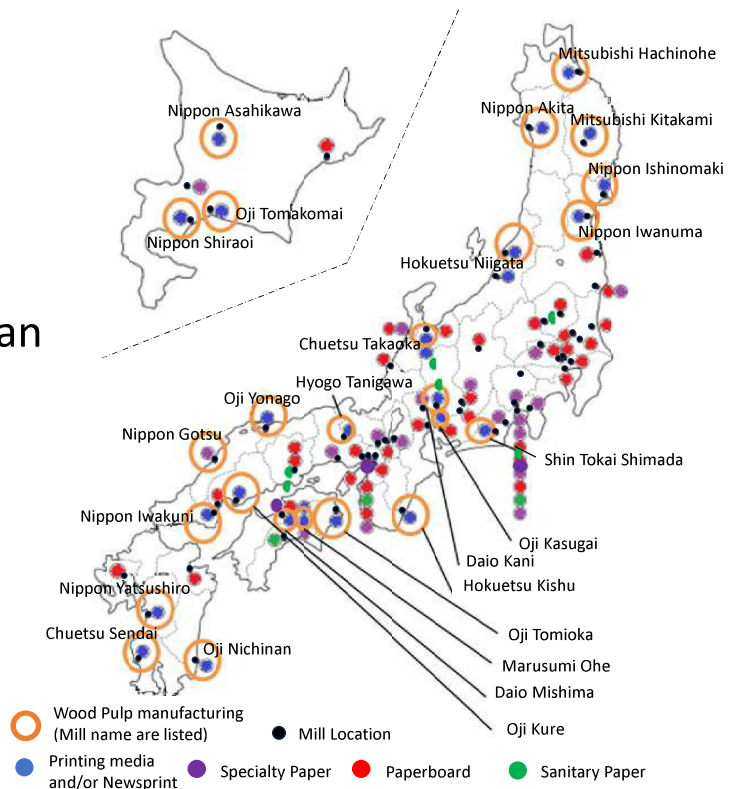 Mitsubishi Hachinohe
Nippon Asahikawa
Nippon Akita
Mitsubishi Kitakami
Nippon Ishinomaki
Oji Tomakomai
Nippon Iwanuma
Nippon Shiraoi
Hokuetsu Niigata
an
Chuetsu Takaoka
Hyogo Tanigawa
Oji Yonago
Nippon Gotsu
Shin Tokai Shimada
Nippon Iwakuni
Oji Kasugai
Daio Kani
Hokuetsu Kishu
Nippon Yatsushiro
Oji Tomioka
Chuetsu Sendai
Oji Nichinan
Marusumi Ohe
Daio Mishima
Oji Kure
Wood Pulp manufacturing
(Mill name are listed)
Mill Location
Printing media
and/or Newsprint
Specialty Paper
Paperboard
Sanitary Paper